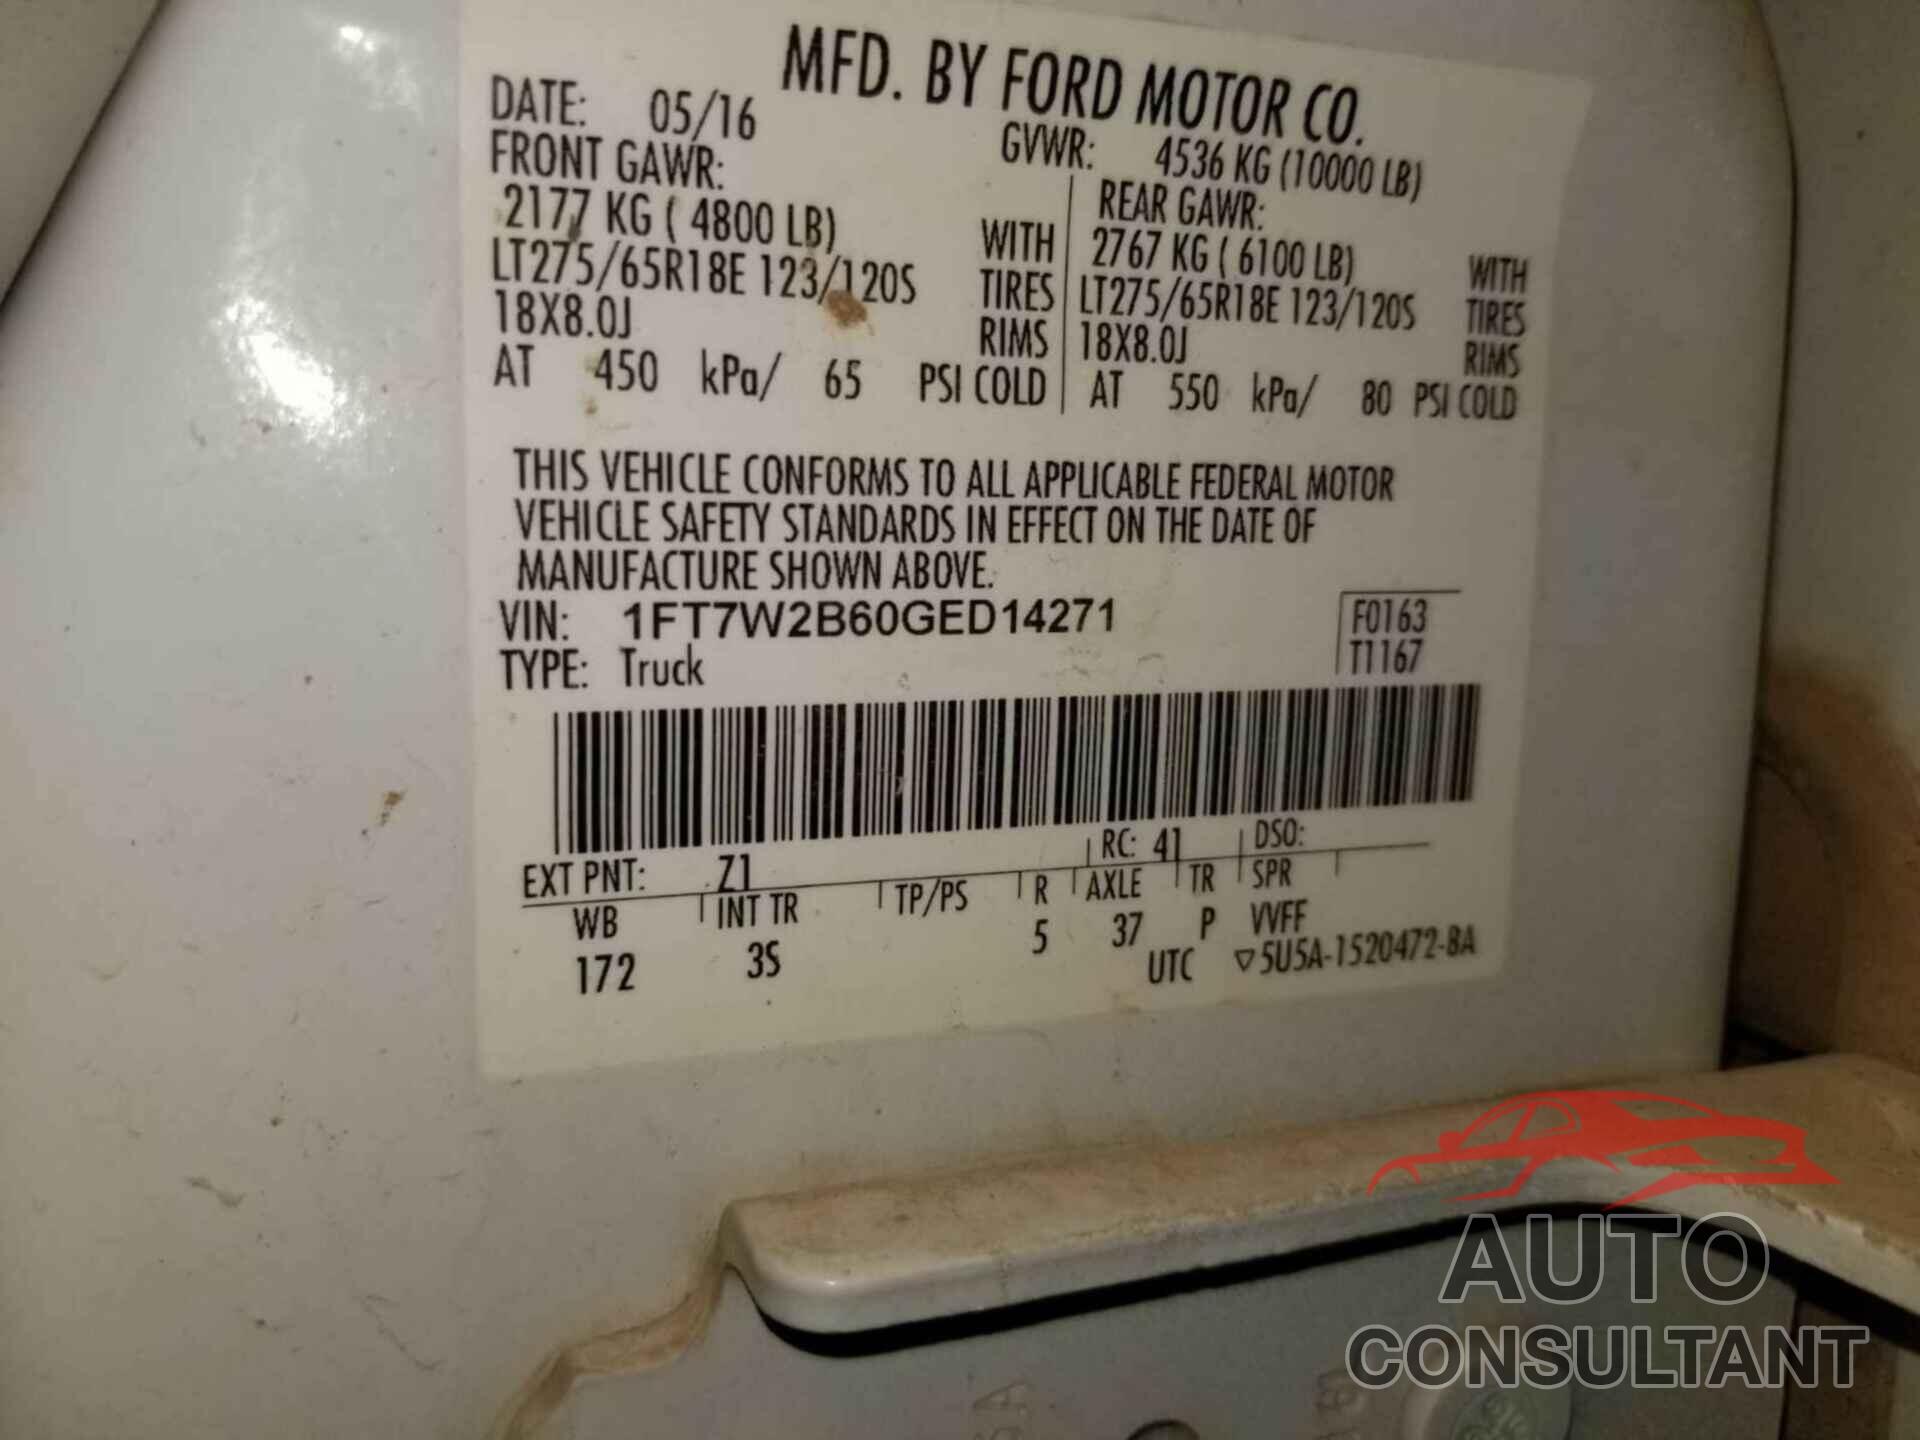 MFD. BY FORD MOTOR CO.
DATE: 05/16 GVWR: 4536 KG (10000 LB)
FRONT GAWR: REAR GAWR:
2177 KG ( 4800 LB) WITH 2767 KG ( 6100 LB) WITH
LT275/65R18E 123/120S TIRES LT275/65R18E 123/120S TIRES
18X8.0J RIMS 18X8.0J RIMS
AT 450 kPa/ 65 PSI COLD AT 550 kPa/ 80 PSI COLD
THIS VEHICLE CONFORMS TO ALL APPLICABLE FEDERAL MOTOR
VEHICLE SAFETY STANDARDS IN EFFECT ON THE DATE OF
MANUFACTURE SHOWN ABOVE.
VIN: 1FT7W2B60GED14271 F0163
TYPE: Truck T1167
EXT PNT: Z1 RC: 41 DSO:
WB INT TR TP/PS R AXLE TR SPR
172 3S 5 37 P VVFF
UTC ▽5U5A-1520472-BA
AUTO
CONSULTANT